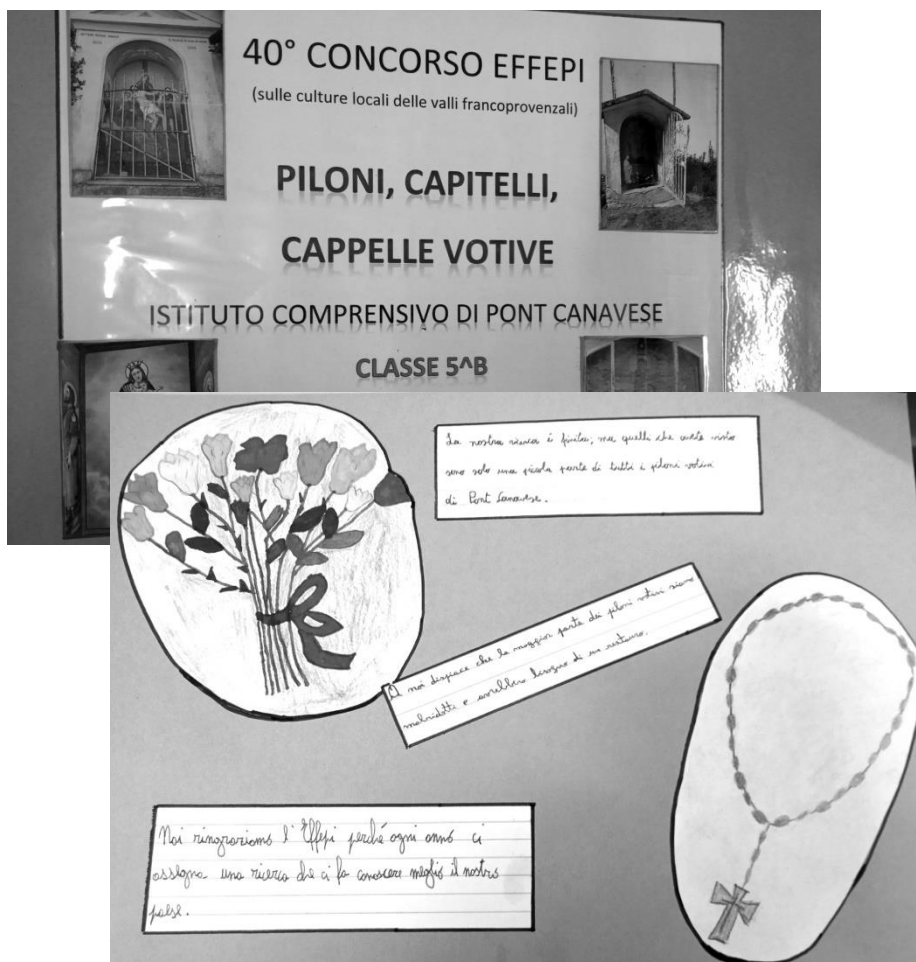 40° CONCORSO EFFEPI
(sulle culture locali delle valli francoprovenzali)
PILONI, CAPITELLI,
CAPPELLE VOTIVE
ISTITUTO COMPRENSIVO DI PONT CANAVESE
CLASSE 5^B
La nostra ricerca è finita, ma quelli che avete visto
sono solo una piccola parte di tutti i piloni votivi
di Pont Canavese.
A noi dispiace che la maggior parte dei piloni votivi siano
malridotti e avrebbero bisogno di un restauro.
Noi ringraziamo l'Effepi perché ogni anno ci
assegna una ricerca che ci fa conoscere meglio il nostro
paese.